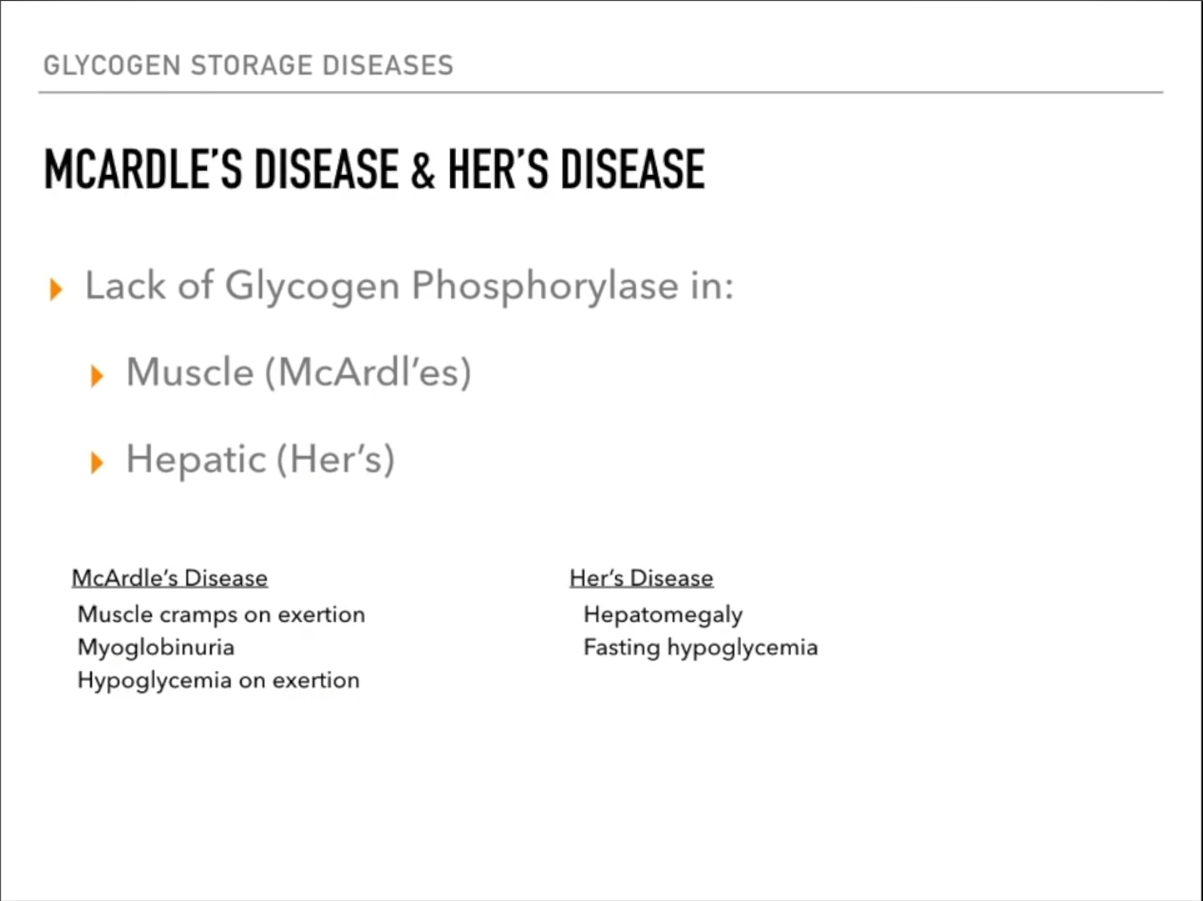 GLYCOGEN STORAGE DISEASES
MCARDLE'S DISEASE & HER'S DISEASE
Lack of Glycogen Phosphorylase in:
Muscle (McArdl'es)
Hepatic (Her's)
McArdle's Disease
Muscle cramps on exertion
Myoglobinuria
Hypoglycemia on exertion
Her's Disease
Hepatomegaly
Fasting hypoglycemia